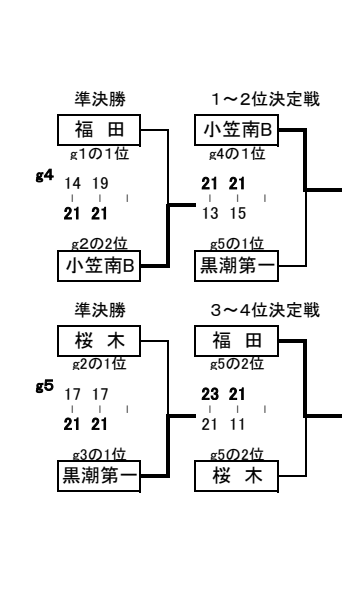 準決勝 1～2位決定戦
福 田 小笠南B
g1の1位 g4の1位
g4 14 19 21 21
21 21 13 15
g2の2位 g5の1位
小笠南B 黒潮第一
準決勝 3～4位決定戦
桜 木 福 田
g2の1位 g5の2位
g5 17 17 23 21
21 21 21 11
g3の1位 g5の2位
黒潮第一 桜 木